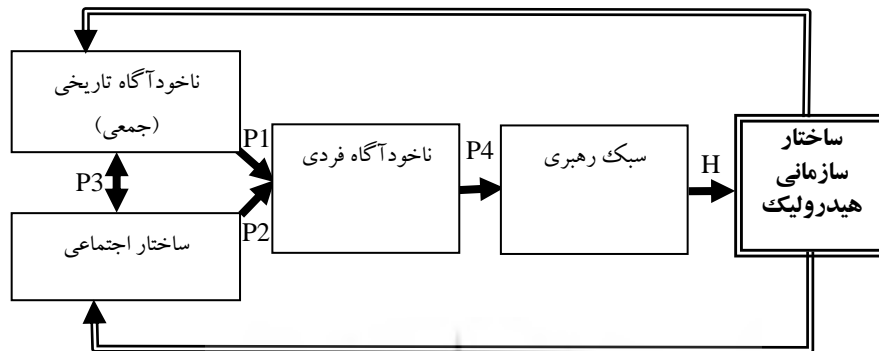 ناخودآگاه تاریخی
(جمعی)
P1
P3
P2
ساختار اجتماعی
ناخودآگاه فردی
P4
سبک رهبری
H
ساختار
سازمانی
هیدرولیک